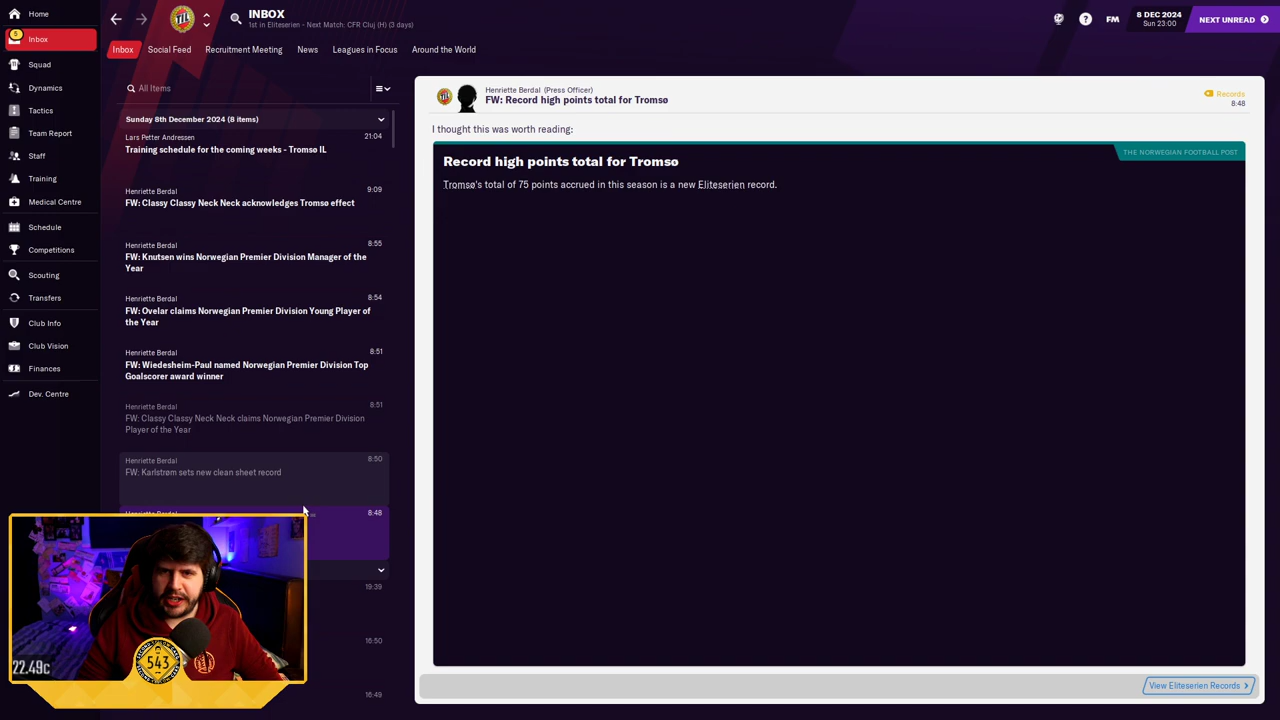 Home
5
Inbox
Squad
Dynamics
Tactics
Team Report
Staff
Training
Medical Centre
Schedule
Competitions
Scouting
Transfers
Club Info
Club Vision
Finances
Dev. Centre
TIL
INBOX
1st in Eliteserien - Next Match: CFR Cluj (H) (3 days)
? FM
8 DEC 2024
Sun 23:00
NEXT UNREAD
Inbox Social Feed Recruitment Meeting News Leagues in Focus Around the World
All Items
Sunday 8th December 2024 (8 items)
Lars Petter Andressen 21:04
Training schedule for the coming weeks - Tromsø IL
Henriette Berdal 9:09
FW: Classy Classy Neck Neck acknowledges Tromsø effect
Henriette Berdal 8:55
FW: Knutsen wins Norwegian Premier Division Manager of the
Year
Henriette Berdal 8:54
FW: Ovelar claims Norwegian Premier Division Young Player of
the Year
Henriette Berdal 8:51
FW: Wiedesheim-Paul named Norwegian Premier Division Top
Goalscorer award winner
Henriette Berdal 8:51
FW: Classy Classy Neck Neck claims Norwegian Premier Division
Player of the Year
Henriette Berdal 8:50
FW: Karlstrøm sets new clean sheet record
Henriette Berdal 8:48
19:39
16:50
16:49
Henriette Berdal (Press Officer)
FW: Record high points total for Tromsø
Records
8:48
I thought this was worth reading:
THE NORWEGIAN FOOTBALL POST
Record high points total for Tromsø
Tromsø's total of 75 points accrued in this season is a new Eliteserien record.
View Eliteserien Records
22.49c
543